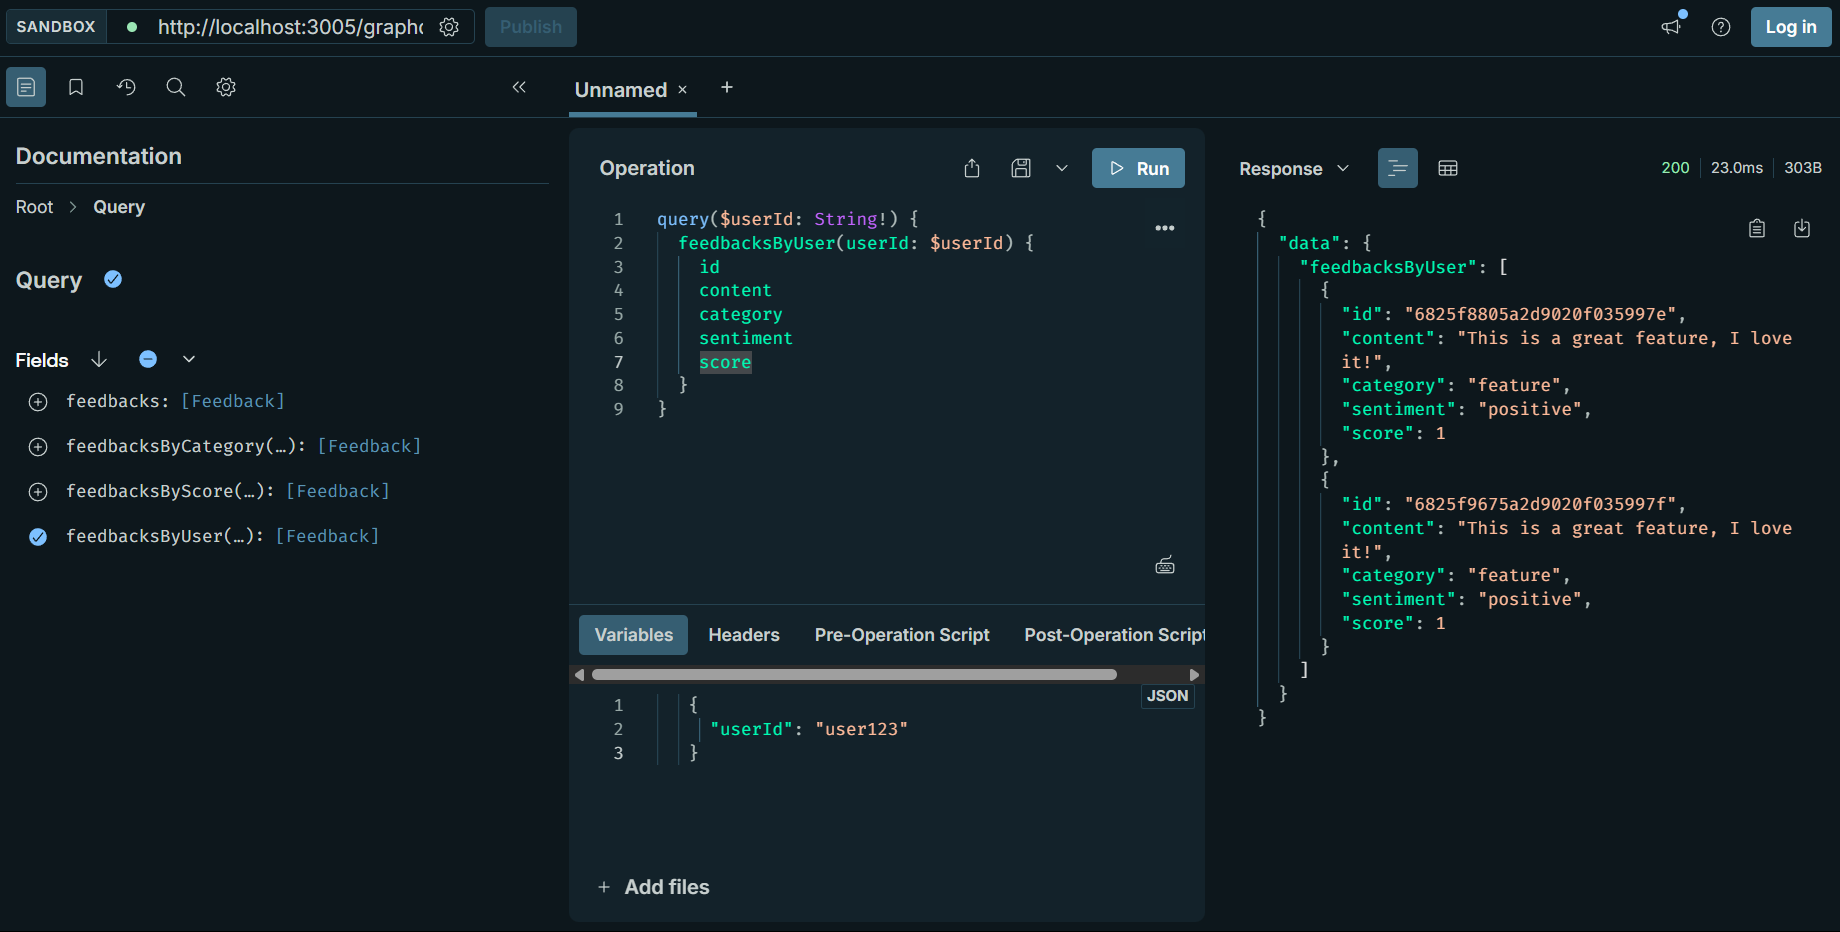 SANDBOX http://localhost:3005/graph Publish Log in
Unnamed × +
Documentation
Root > Query
Query
Fields
feedbacks: [Feedback]
feedbacksByCategory(…): [Feedback]
feedbacksByScore(…): [Feedback]
feedbacksByUser(…): [Feedback]
Operation
Run
1 query($userId: String!) {
2 feedbacksByUser(userId: $userId) {
3 id
4 content
5 category
6 sentiment
7 score
8 }
9 }
Variables Headers Pre-Operation Script Post-Operation Script
JSON
1 {
2 "userId": "user123"
3 }
+ Add files
Response 200 23.0ms 303B
{
"data": {
"feedbacksByUser": [
{
"id": "6825f8805a2d9020f035997e",
"content": "This is a great feature, I love
it!",
"category": "feature",
"sentiment": "positive",
"score": 1
},
{
"id": "6825f9675a2d9020f035997f",
"content": "This is a great feature, I love
it!",
"category": "feature",
"sentiment": "positive",
"score": 1
}
]
}
}